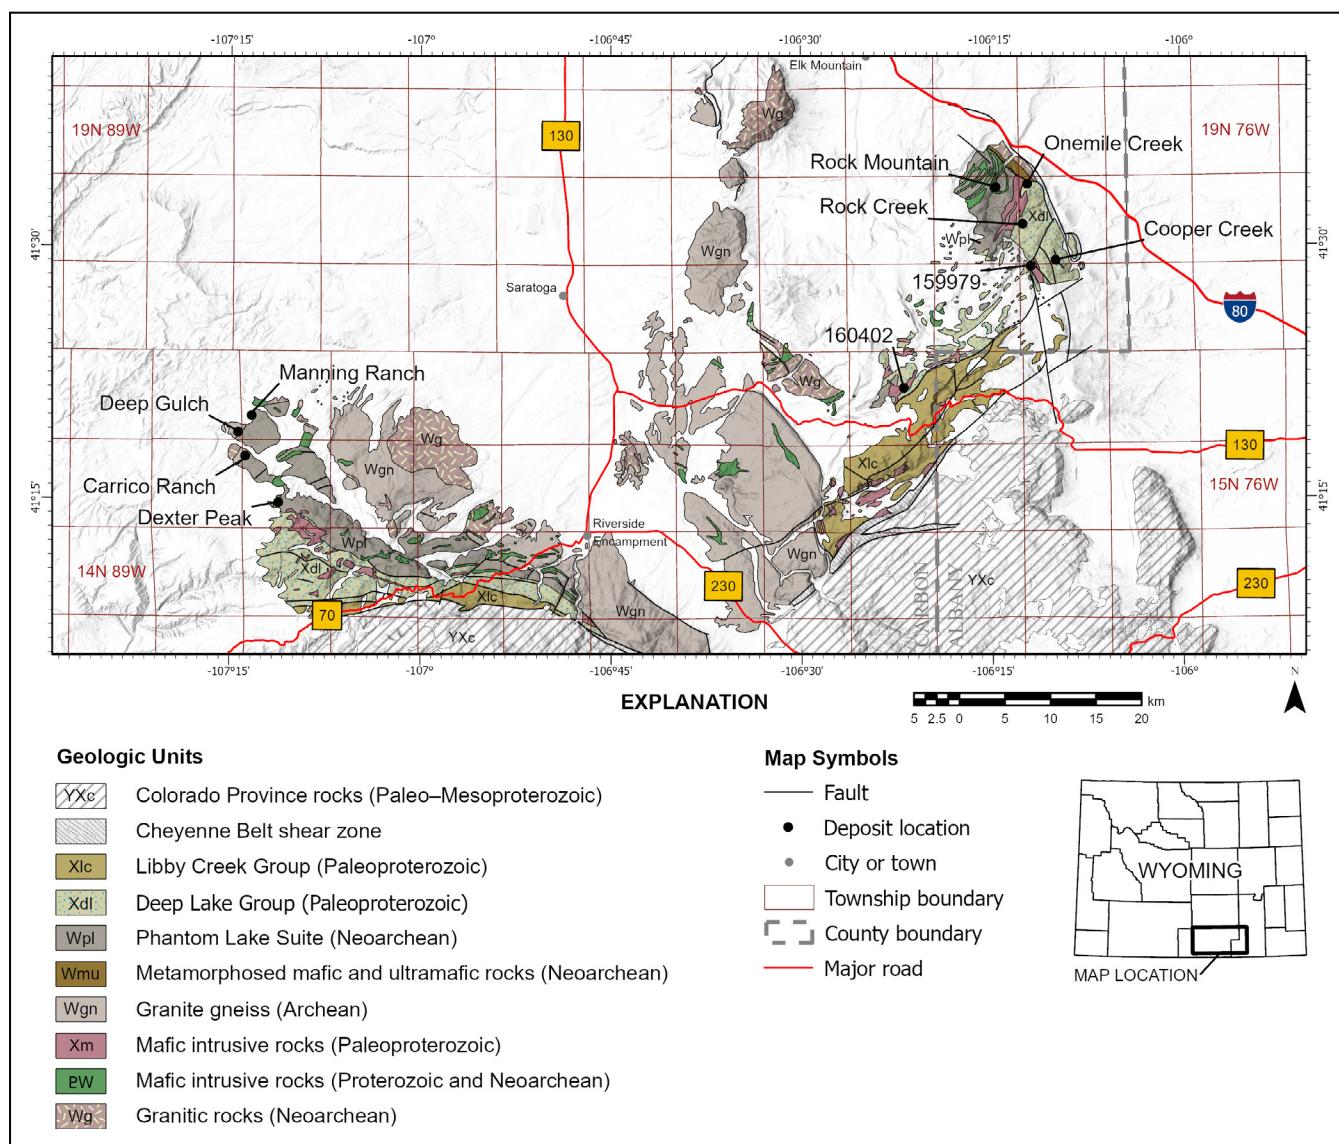 -107°15'
-107°
-106°45'
-106°30'
-106°15'
-106°
Elk Mountain
19N 89W
130
Wg
19N 76W
Onemile Creek
Rock Mountain
Rock Creek
Xdl
Cooper Creek
41°30'
Wgn
Wpl
41°30'
159979
Saratoga
80
160402
Manning Ranch
Wg
Deep Gulch
Wg
130
Wgn
Xlc
Carrico Ranch
15N 76W
41°15'
41°15'
Dexter Peak
Riverside
Encampment
Wpl
Wgn
14N 89W
Xdl
230
CARBON
ALBANY
YXc
230
Xlc
70
Wgn
YXc
-107°15'
-107°
-106°45'
-106°30'
-106°15'
-106°
N
EXPLANATION
km
5 2.5 0 5 10 15 20
Geologic Units
YXc Colorado Province rocks (Paleo–Mesoproterozoic)
Cheyenne Belt shear zone
Xlc Libby Creek Group (Paleoproterozoic)
Xdl Deep Lake Group (Paleoproterozoic)
Wpl Phantom Lake Suite (Neoarchean)
Wmu Metamorphosed mafic and ultramafic rocks (Neoarchean)
Wgn Granite gneiss (Archean)
Xm Mafic intrusive rocks (Paleoproterozoic)
PW Mafic intrusive rocks (Proterozoic and Neoarchean)
Wg Granitic rocks (Neoarchean)
Map Symbols
Fault
Deposit location
City or town
Township boundary
County boundary
Major road
WYOMING
MAP LOCATION